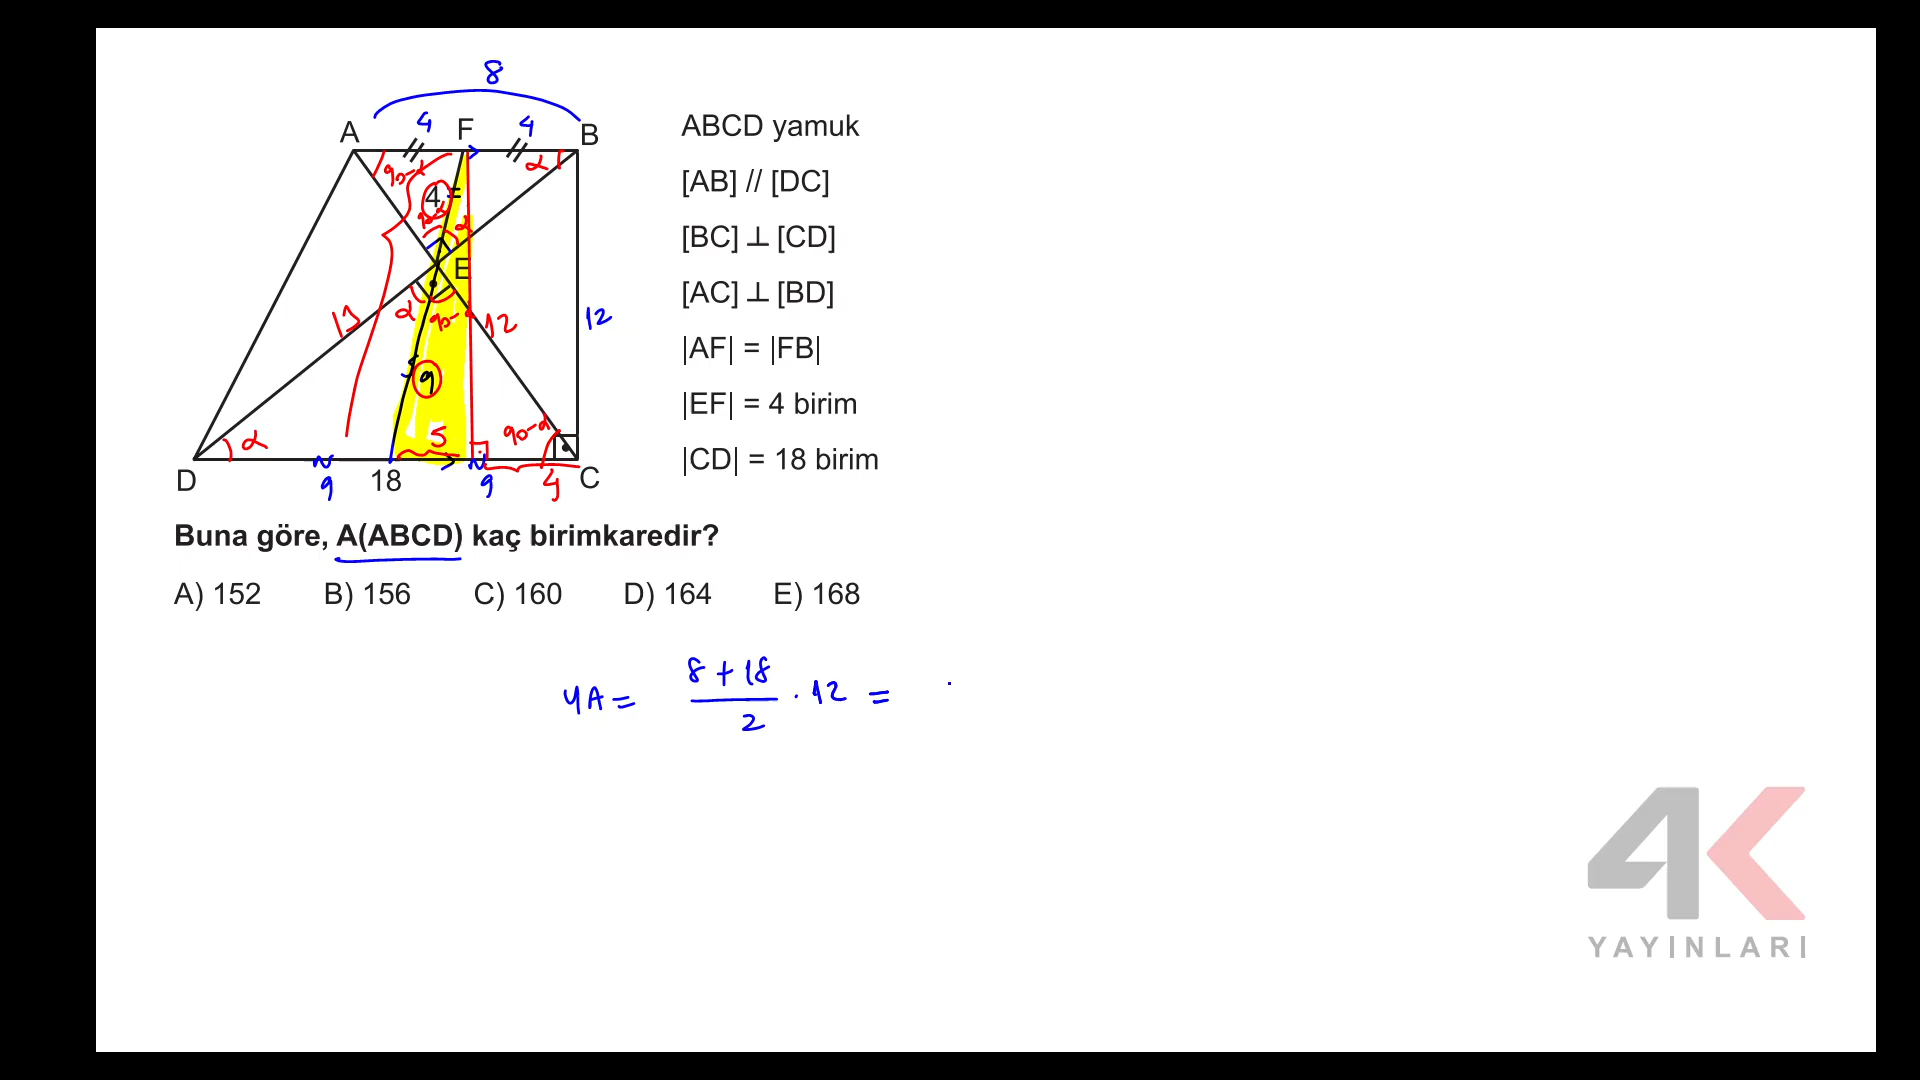 8
A 4 F 4 B
90-α α
4
α
E
α 90-α
13 12 12
9
α 5 90-α
D 9 18 9 4 C
ABCD yamuk
[AB] // [DC]
[BC] ⊥ [CD]
[AC] ⊥ [BD]
|AF| = |FB|
|EF| = 4 birim
|CD| = 18 birim
Buna göre, A(ABCD) kaç birimkaredir?
A) 152 B) 156 C) 160 D) 164 E) 168
YA = 8 + 18 / 2 · 12 =
4K
YAYINLARI